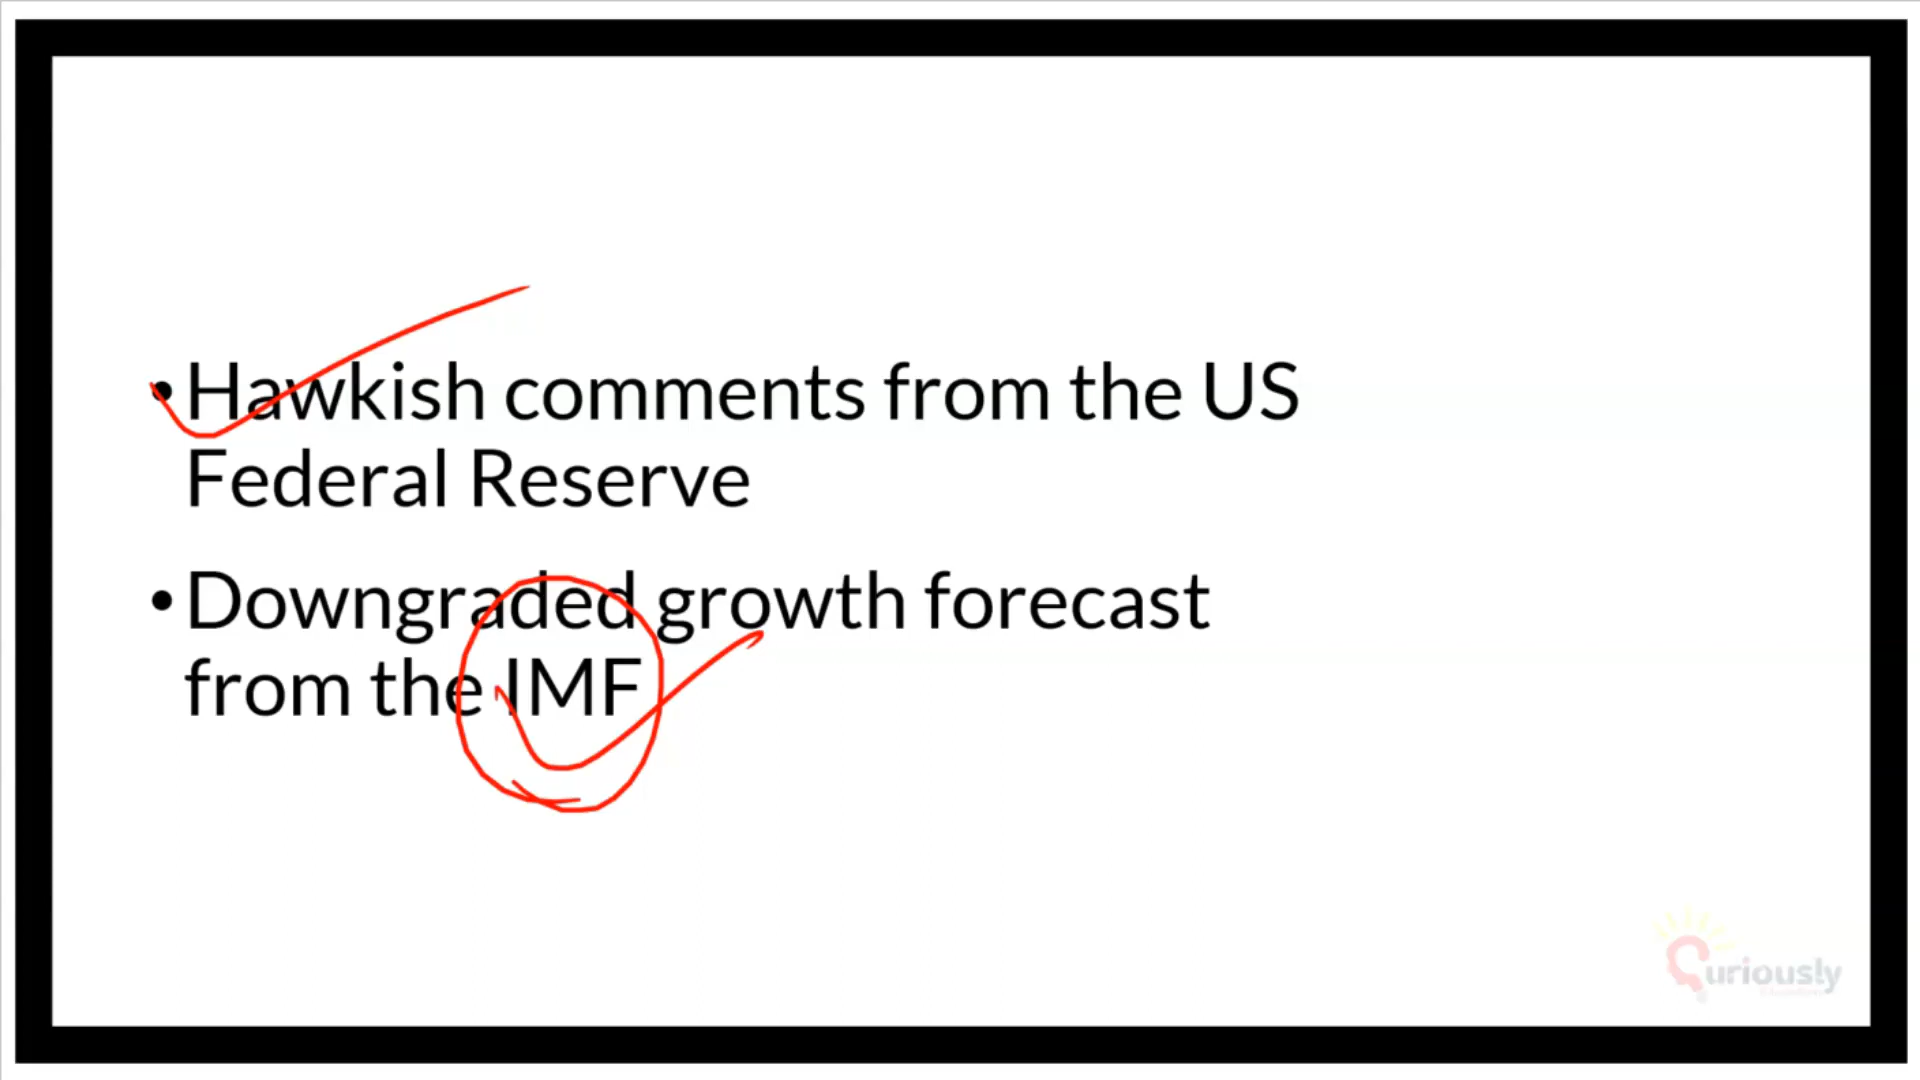 •Hawkish comments from the US
Federal Reserve
•Downgraded growth forecast
from the IMF
Curiously